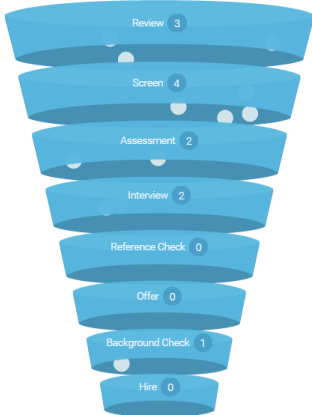 Review 3
Screen 4
Assessment 2
Interview 2
Reference Check 0
Offer 0
Background Check 1
Hire 0